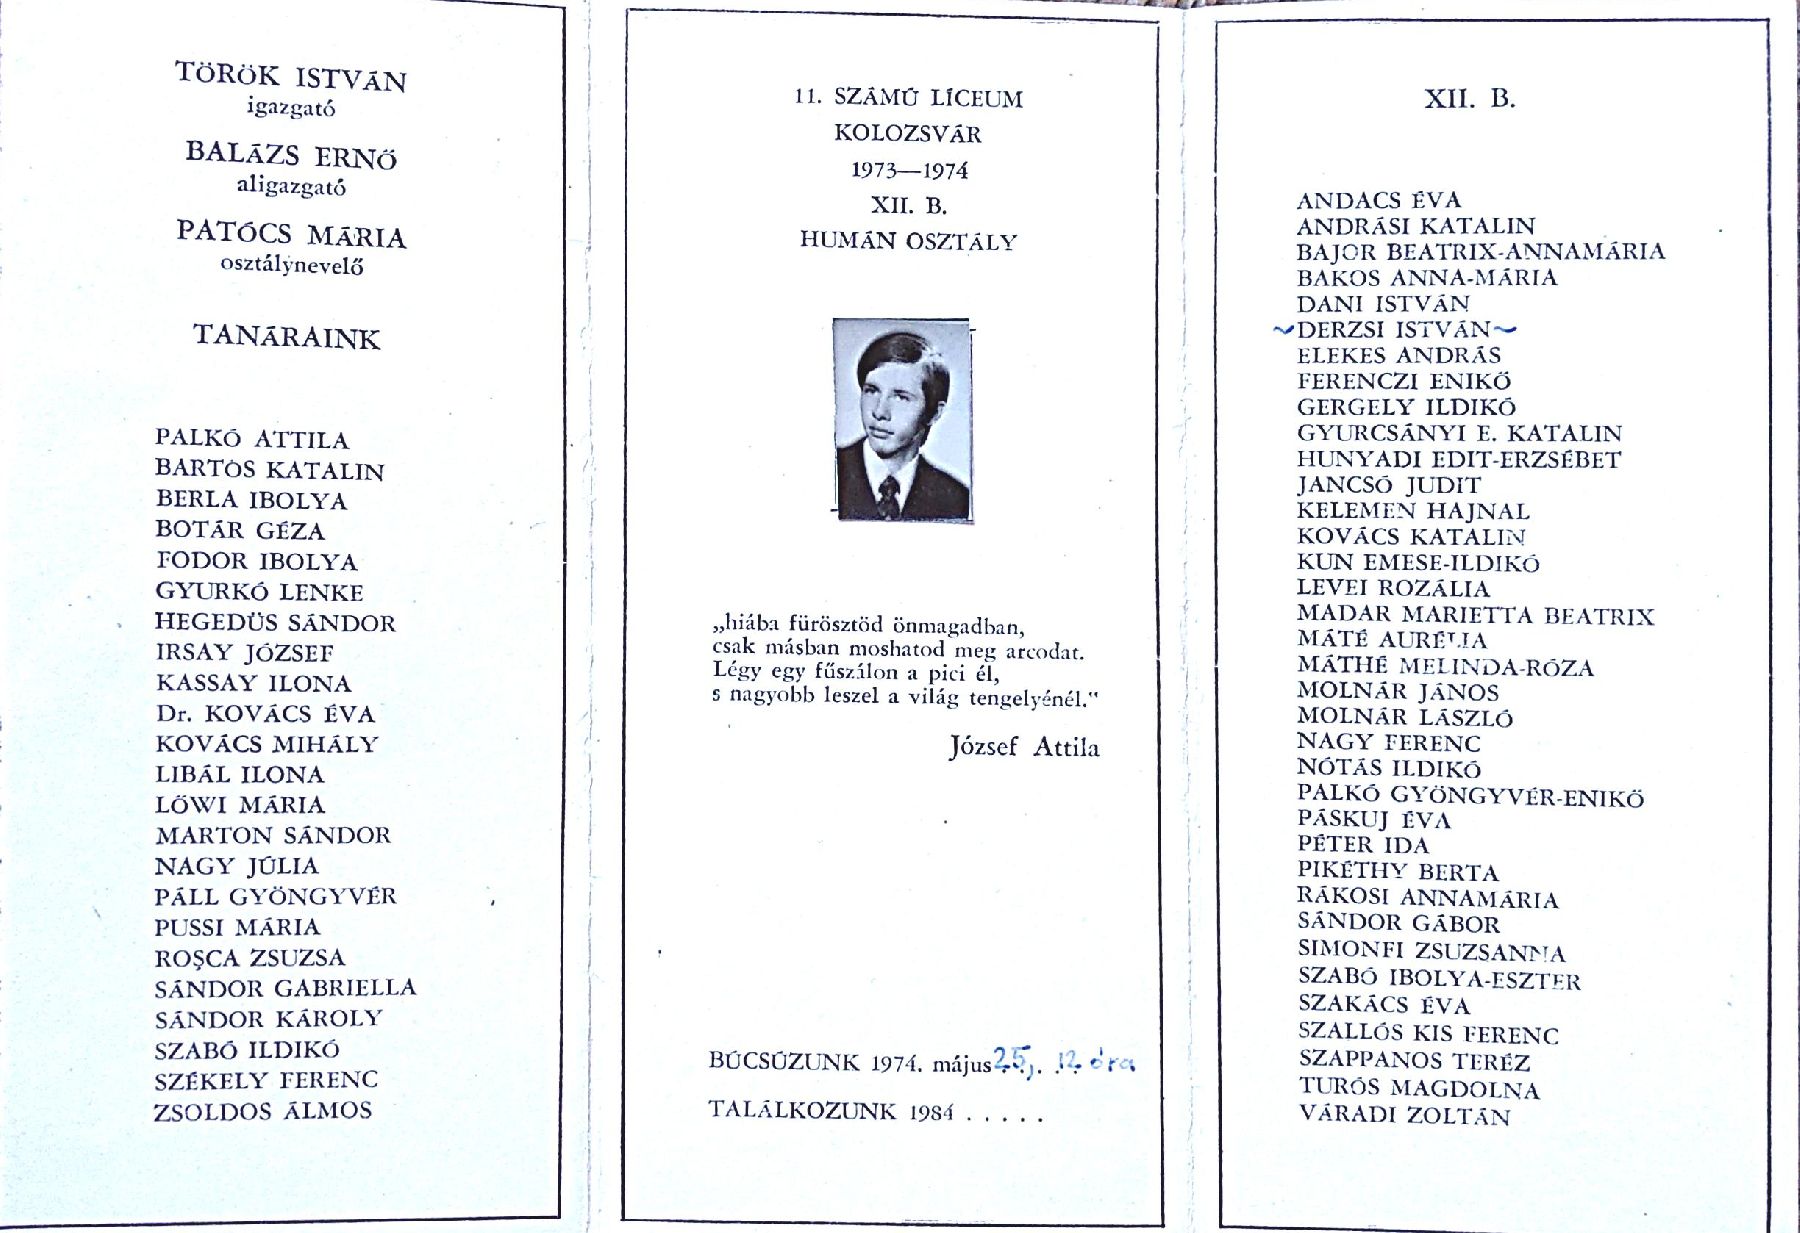 TÖRÖK ISTVÁN
igazgató
BALÁZS ERNŐ
aligazgató
PATÓCS MÁRIA
osztálynevelő
TANÁRAINK
PALKÓ ATTILA
BARTÓS KATALIN
BERLA IBOLYA
BOTÁR GÉZA
FODOR IBOLYA
GYURKÓ LENKE
HEGEDÜS SÁNDOR
IRSAY JÓZSEF
KASSAY ILONA
Dr. KOVÁCS ÉVA
KOVÁCS MIHÁLY
LIBÁL ILONA
LŐWI MÁRIA
MARTON SÁNDOR
NAGY JÚLIA
PÁLL GYÖNGYVÉR
PUSSI MÁRIA
ROŞCA ZSUZSA
SÁNDOR GABRIELLA
SÁNDOR KÁROLY
SZABÓ ILDIKÓ
SZÉKELY FERENC
ZSOLDOS ÁLMOS
11. SZÁMÚ LÍCEUM
KOLOZSVÁR
1973—1974
XII. B.
HUMÁN OSZTÁLY
„hiába fürösztöd önmagadban,
csak másban moshatod meg arcodat.
Légy egy fűszálon a pici él,
s nagyobb leszel a világ tengelyénél."
József Attila
BÚCSÚZUNK 1974. május 25,. 12 óra
TALÁLKOZUNK 1984 . . . . .
XII. B.
ANDACS ÉVA
ANDRÁSI KATALIN
BAJOR BEATRIX-ANNAMÁRIA
BAKOS ANNA-MÁRIA
DANI ISTVÁN
~DERZSI ISTVÁN~
ELEKES ANDRÁS
FERENCZI ENIKŐ
GERGELY ILDIKÓ
GYURCSÁNYI E. KATALIN
HUNYADI EDIT-ERZSÉBET
JANCSÓ JUDIT
KELEMEN HAJNAL
KOVÁCS KATALIN
KUN EMESE-ILDIKÓ
LEVEI ROZÁLIA
MADAR MARIETTA BEATRIX
MÁTÉ AURÉLIA
MÁTHÉ MELINDA-RÓZA
MOLNÁR JÁNOS
MOLNÁR LÁSZLÓ
NAGY FERENC
NÓTÁS ILDIKÓ
PALKÓ GYÖNGYVÉR-ENIKŐ
PÁSKUJ ÉVA
PÉTER IDA
PIKÉTHY BERTA
RÁKOSI ANNAMÁRIA
SÁNDOR GÁBOR
SIMONFI ZSUZSANNA
SZABÓ IBOLYA-ESZTER
SZAKÁCS ÉVA
SZALLÓS KIS FERENC
SZAPPANOS TERÉZ
TURÓS MAGDOLNA
VÁRADI ZOLTÁN